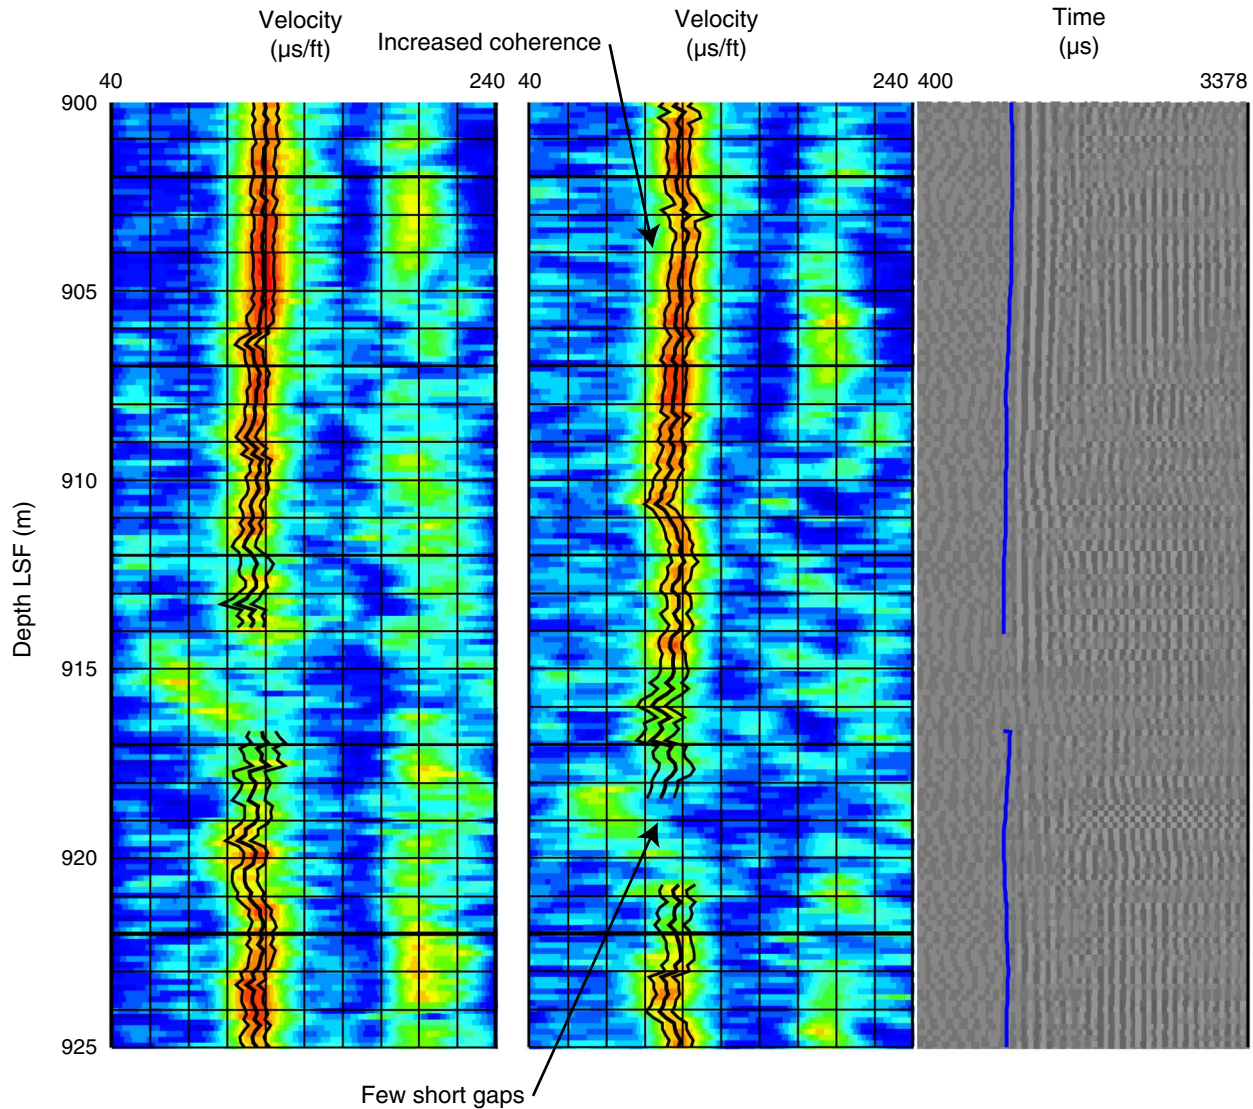 Velocity
(µs/ft)
Velocity
(µs/ft)
Time
(µs)
Increased coherence
40
240
40
240
400
3378
900
905
910
915
920
925
Depth LSF (m)
Few short gaps